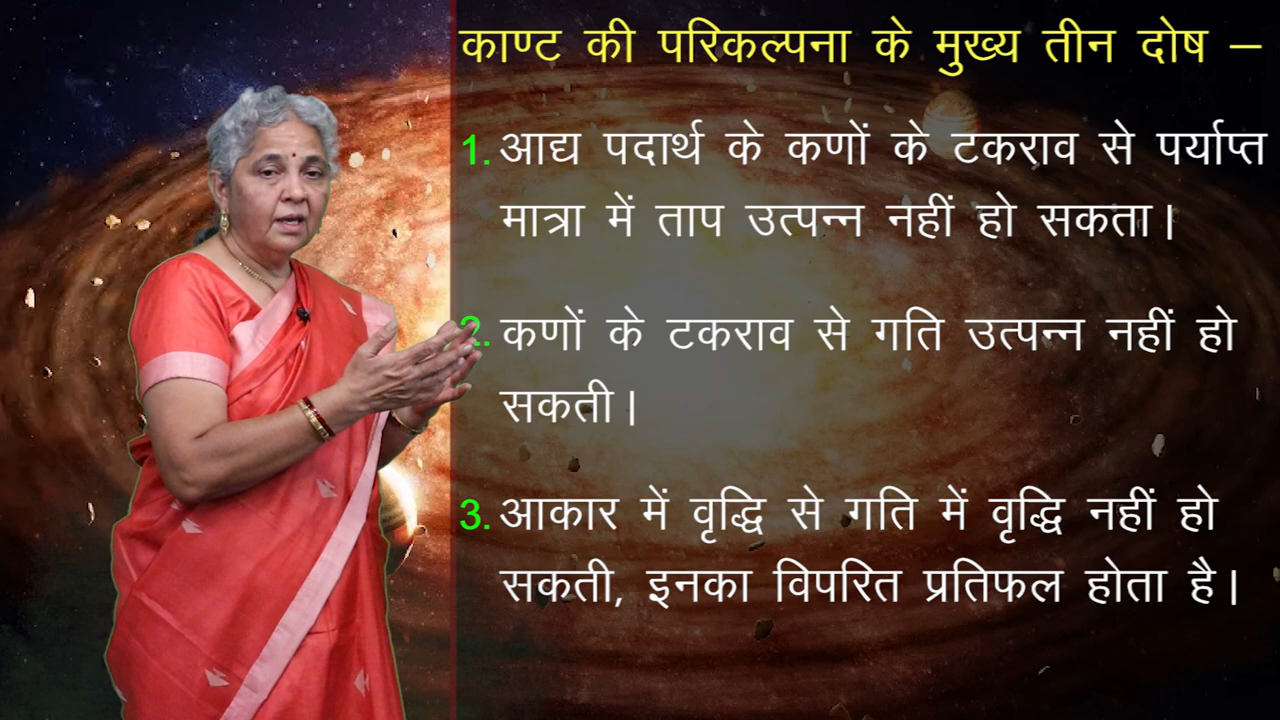 काण्ट की परिकल्पना के मुख्य तीन दोष –
1. आद्य पदार्थ के कणों के टकराव से पर्याप्त
मात्रा में ताप उत्पन्न नहीं हो सकता।
2. कणों के टकराव से गति उत्पन्न नहीं हो
सकती।
3. आकार में वृद्धि से गति में वृद्धि नहीं हो
सकती, इनका विपरित प्रतिफल होता है।